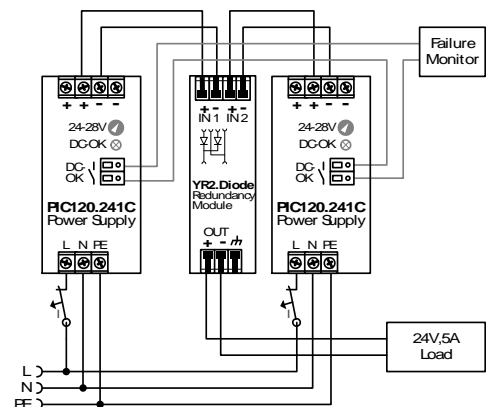 Failure
Monitor
+ + - -
24-28V
DC-OK
DC-
OK
PIC120.241C
Power Supply
L N PE
+ - + -
IN 1 IN 2
YR2.Diode
Redundancy
Module
OUT
+ -
+ + - -
24-28V
DC-OK
DC-
OK
PIC120.241C
Power Supply
L N PE
I
I
24V,5A
Load
L
N
PE